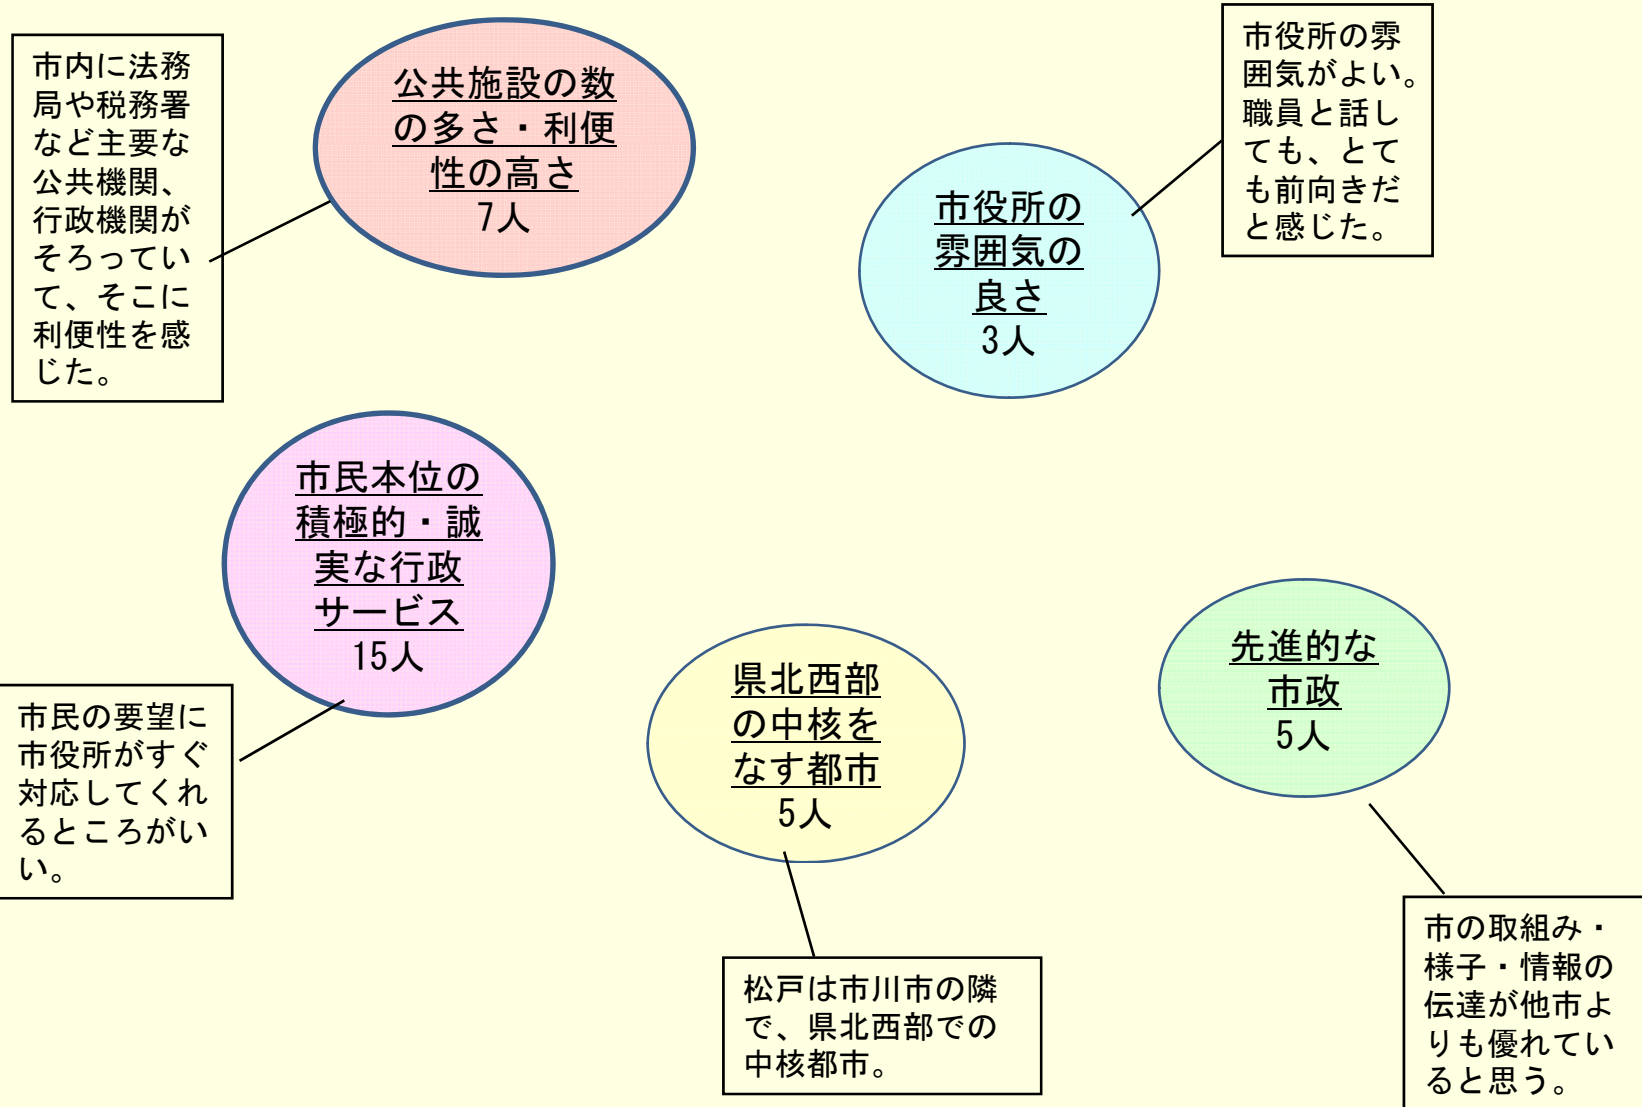 市内に法務
局や税務署
など主要な
公共機関、
行政機関が
そろってい
て、そこに
利便性を感
じた。
公共施設の数
の多さ・利便
性の高さ
7人
市役所の
雰囲気の
良さ
3人
市役所の雰
囲気がよい。
職員と話し
ても、とて
も前向きだ
と感じた。
市民本位の
積極的・誠
実な行政
サービス
15人
市民の要望に
市役所がすぐ
対応してくれ
るところがい
い。
県北西部
の中核を
なす都市
5人
松戸は市川市の隣
で、県北西部での
中核都市。
先進的な
市政
5人
市の取組み・
様子・情報の
伝達が他市よ
りも優れてい
ると思う。